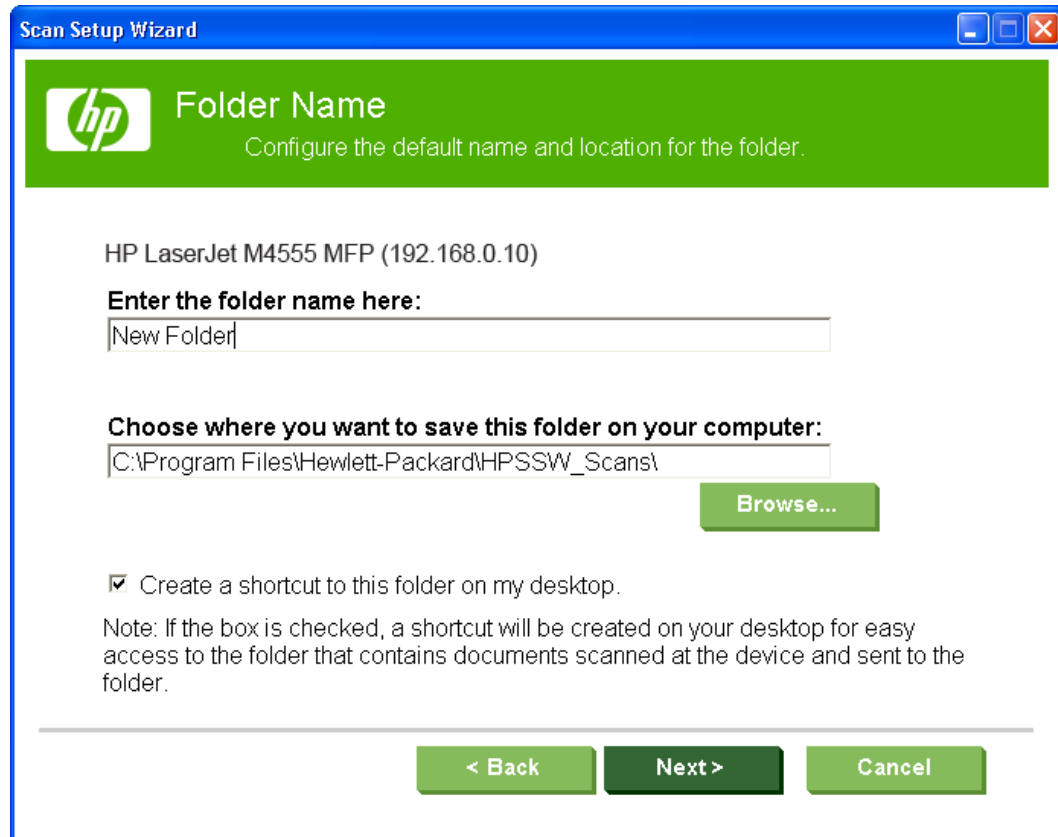 Scan Setup Wizard
hp
Folder Name
Configure the default name and location for the folder.
HP LaserJet M4555 MFP (192.168.0.10)
Enter the folder name here:
New Folder
Choose where you want to save this folder on your computer:
C:\Program Files\Hewlett-Packard\HPSSW_Scans\
Browse...
Create a shortcut to this folder on my desktop.
Note: If the box is checked, a shortcut will be created on your desktop for easy
access to the folder that contains documents scanned at the device and sent to the
folder.
< Back Next > Cancel